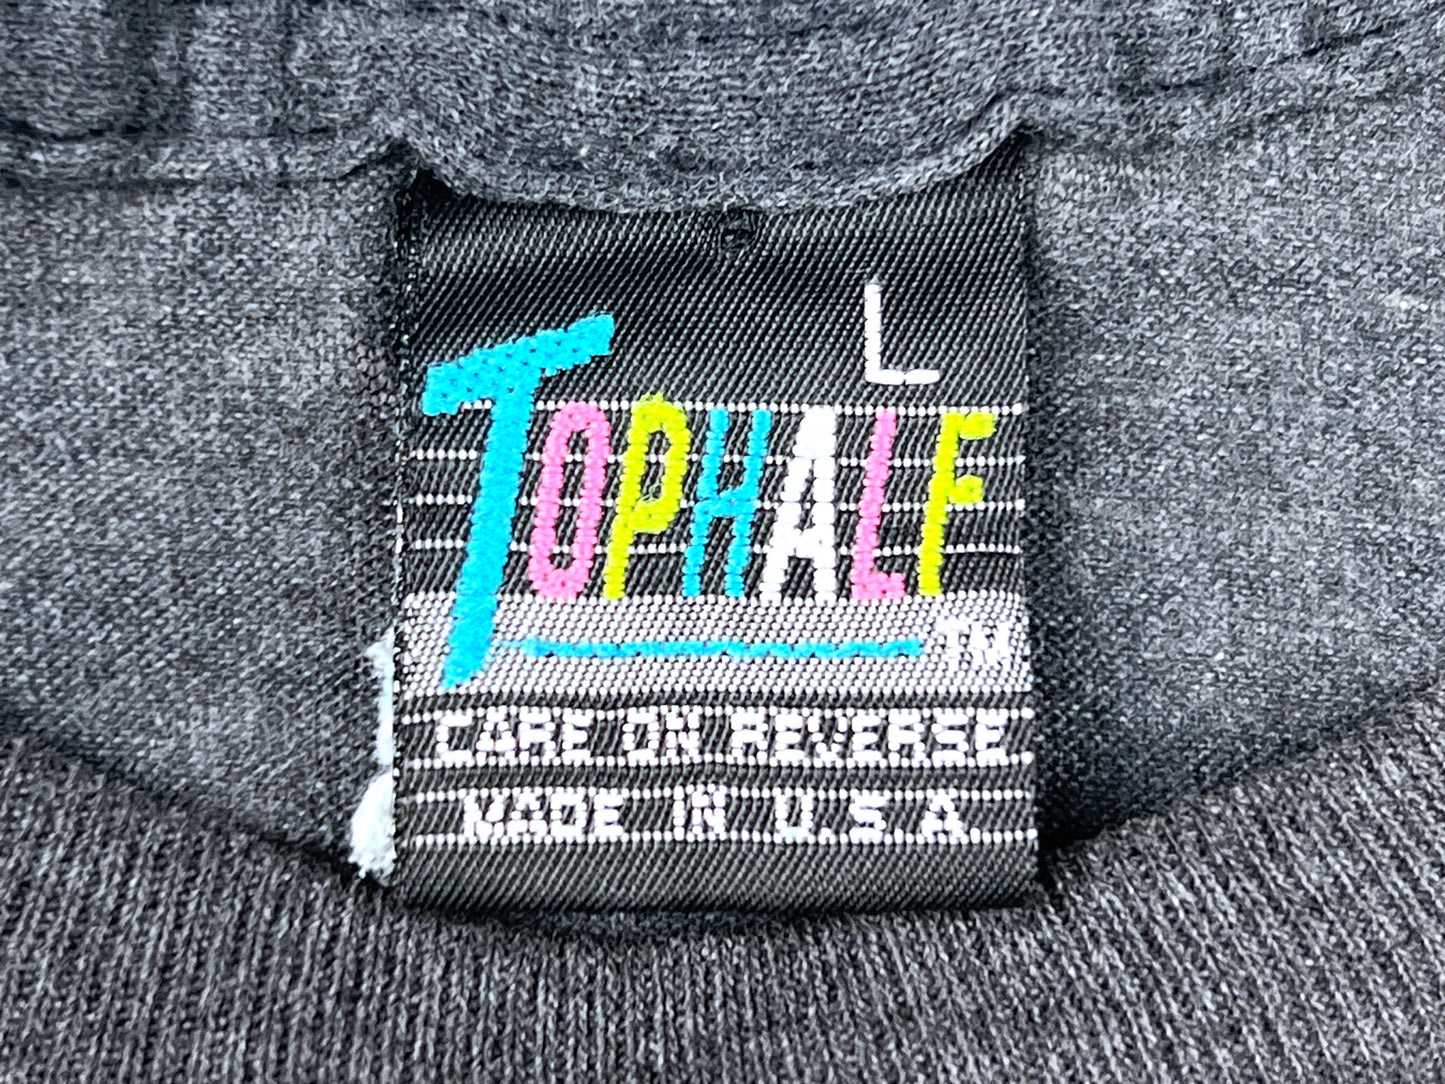 L
TOPHALF
TM
CARE ON REVERSE
MADE IN U.S.A.